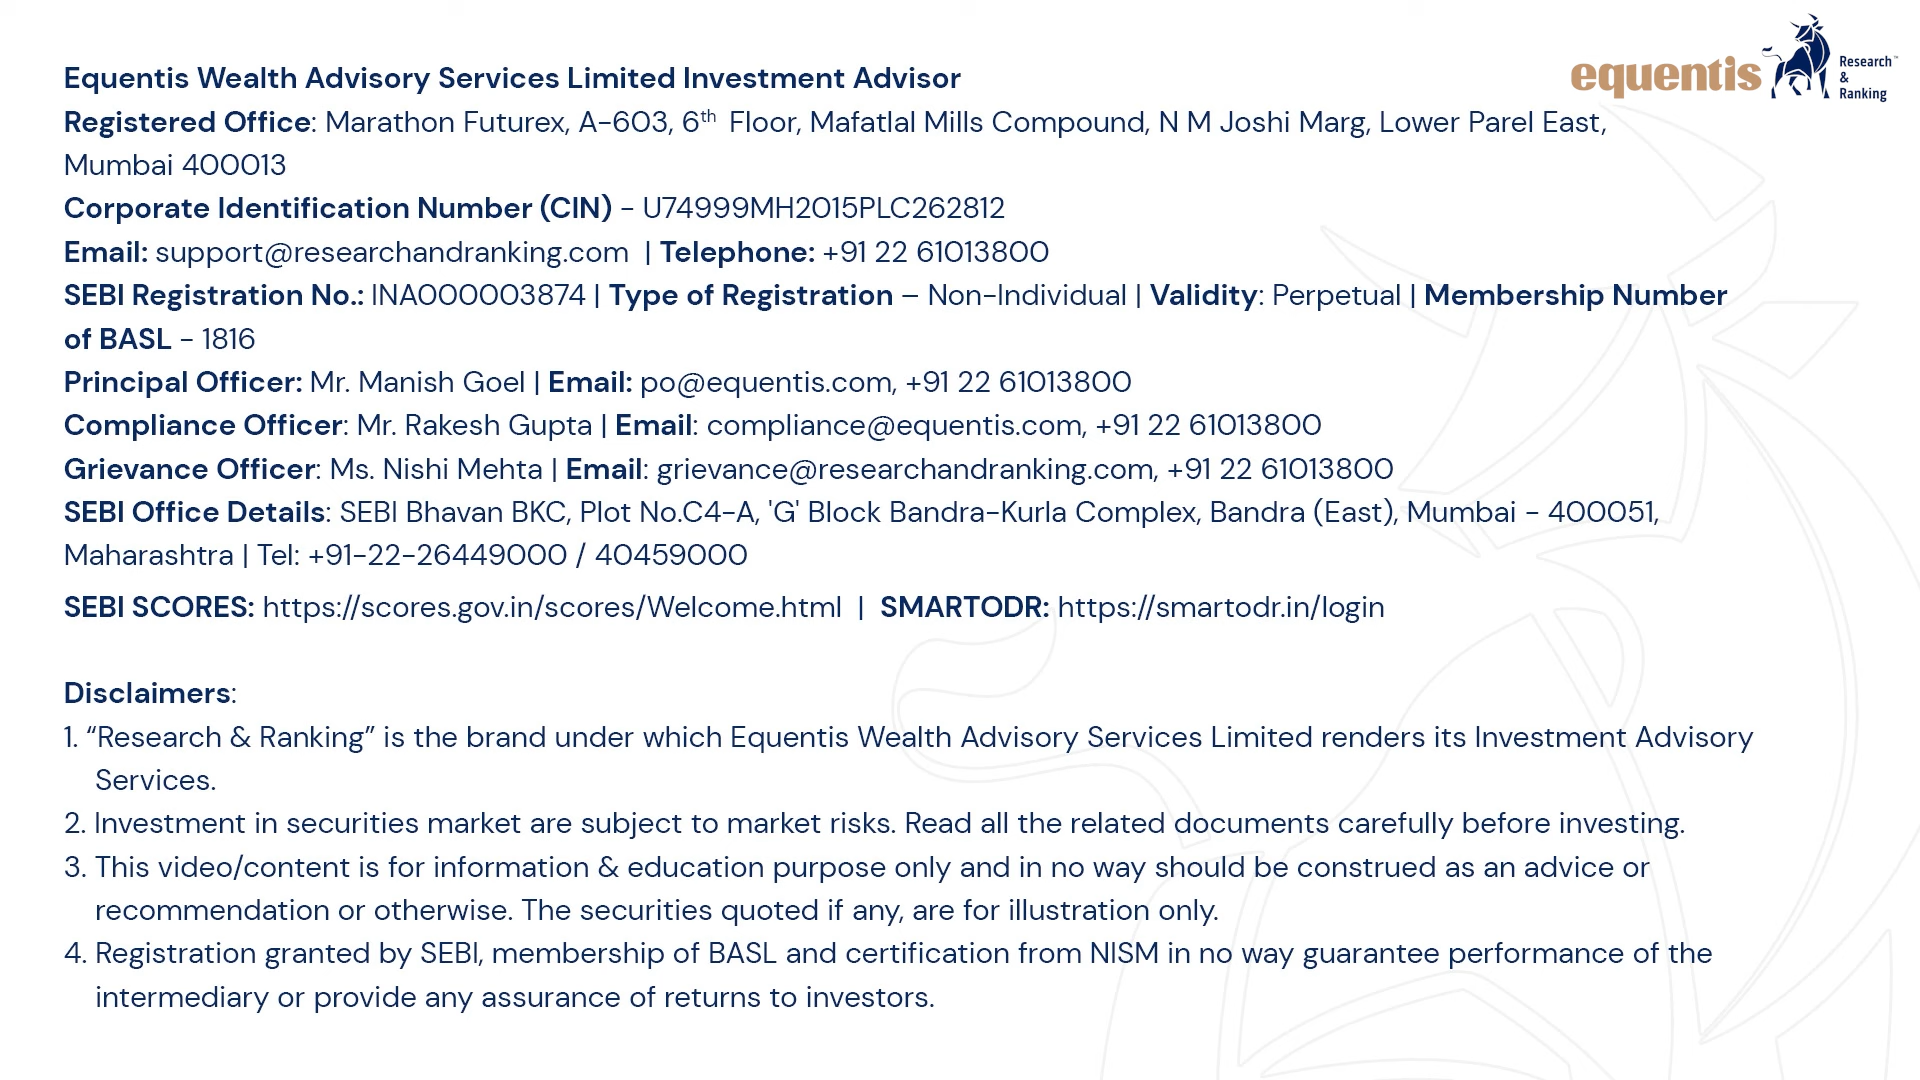 equentis
Research™
&
Ranking
Equentis Wealth Advisory Services Limited Investment Advisor
Registered Office: Marathon Futurex, A-603, 6th Floor, Mafatlal Mills Compound, N M Joshi Marg, Lower Parel East,
Mumbai 400013
Corporate Identification Number (CIN) - U74999MH2015PLC262812
Email: support@researchandranking.com | Telephone: +91 22 61013800
SEBI Registration No.: INA000003874 | Type of Registration – Non-Individual | Validity: Perpetual | Membership Number
of BASL - 1816
Principal Officer: Mr. Manish Goel | Email: po@equentis.com, +91 22 61013800
Compliance Officer: Mr. Rakesh Gupta | Email: compliance@equentis.com, +91 22 61013800
Grievance Officer: Ms. Nishi Mehta | Email: grievance@researchandranking.com, +91 22 61013800
SEBI Office Details: SEBI Bhavan BKC, Plot No.C4-A, 'G' Block Bandra-Kurla Complex, Bandra (East), Mumbai - 400051,
Maharashtra | Tel: +91-22-26449000 / 40459000
SEBI SCORES: https://scores.gov.in/scores/Welcome.html | SMARTODR: https://smartodr.in/login
Disclaimers:
1. “Research & Ranking” is the brand under which Equentis Wealth Advisory Services Limited renders its Investment Advisory
Services.
2. Investment in securities market are subject to market risks. Read all the related documents carefully before investing.
3. This video/content is for information & education purpose only and in no way should be construed as an advice or
recommendation or otherwise. The securities quoted if any, are for illustration only.
4. Registration granted by SEBI, membership of BASL and certification from NISM in no way guarantee performance of the
intermediary or provide any assurance of returns to investors.